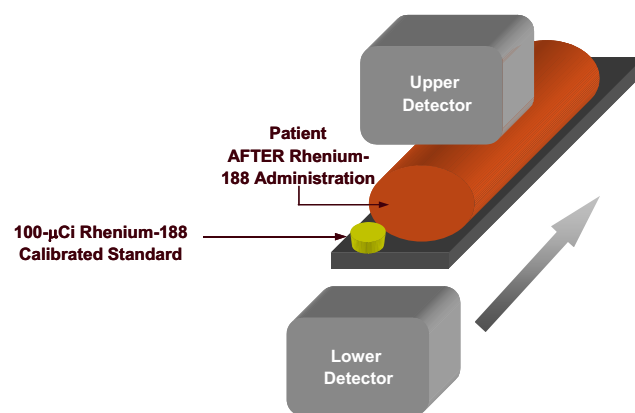 Upper
Detector
Patient
AFTER Rhenium-
188 Administration
100-μCi Rhenium-188
Calibrated Standard
Lower
Detector